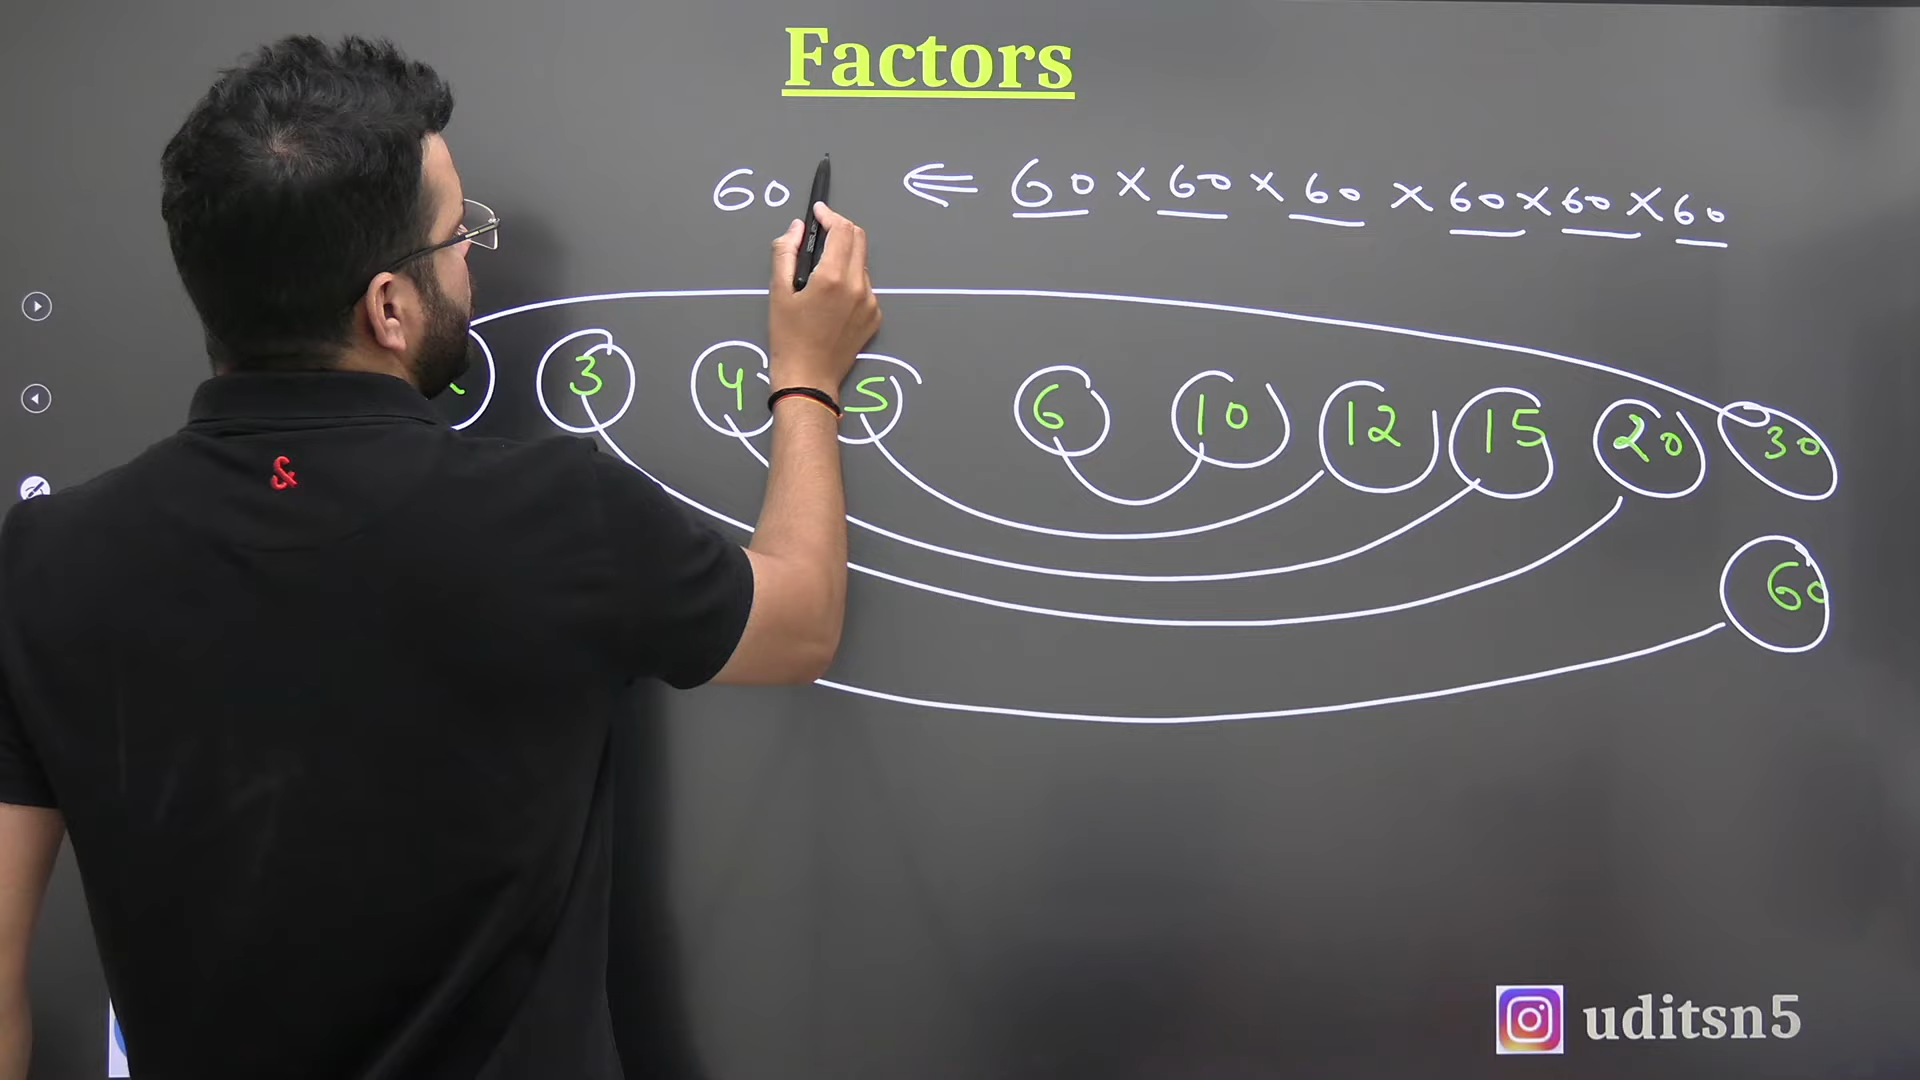 Factors
60 ⇐ 60 × 60 × 60 × 60 × 60 × 60
3 4 5 6 10 12 15 20 30
60
&
uditsn5